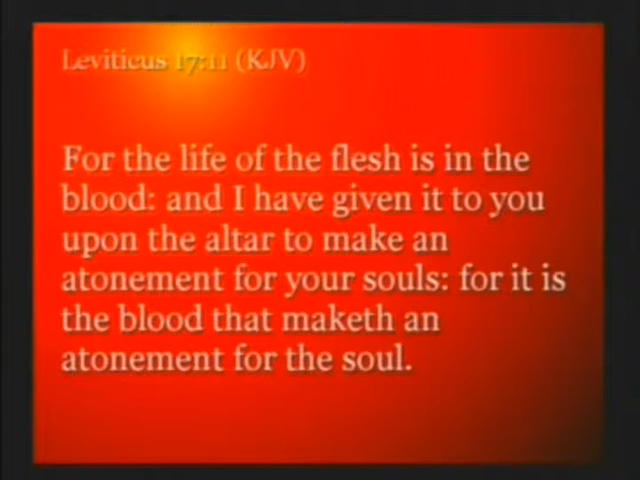 Leviticus 17:11 (KJV)
For the life of the flesh is in the
blood: and I have given it to you
upon the altar to make an
atonement for your souls: for it is
the blood that maketh an
atonement for the soul.